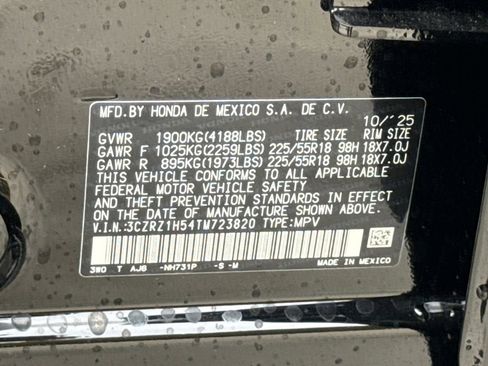 MFD.BY HONDA DE MEXICO S.A. DE C.V.
10/'25
GVWR 1900KG(4188LBS) TIRE SIZE RIM SIZE
GAWR F 1025KG(2259LBS) 225/55R18 98H 18X7.0J
GAWR R 895KG(1973LBS) 225/55R18 98H 18X7.0J
THIS VEHICLE CONFORMS TO ALL APPLICABLE
FEDERAL MOTOR VEHICLE SAFETY
AND THEFT PREVENTION STANDARDS IN EFFECT ON
THE DATE OF MANUFACTURE SHOWN ABOVE.
V.I.N.:3CZRZ1H54TM723820 TYPE:MPV
3W0 T AJ6 -NH731P -S -M
MADE IN MEXICO